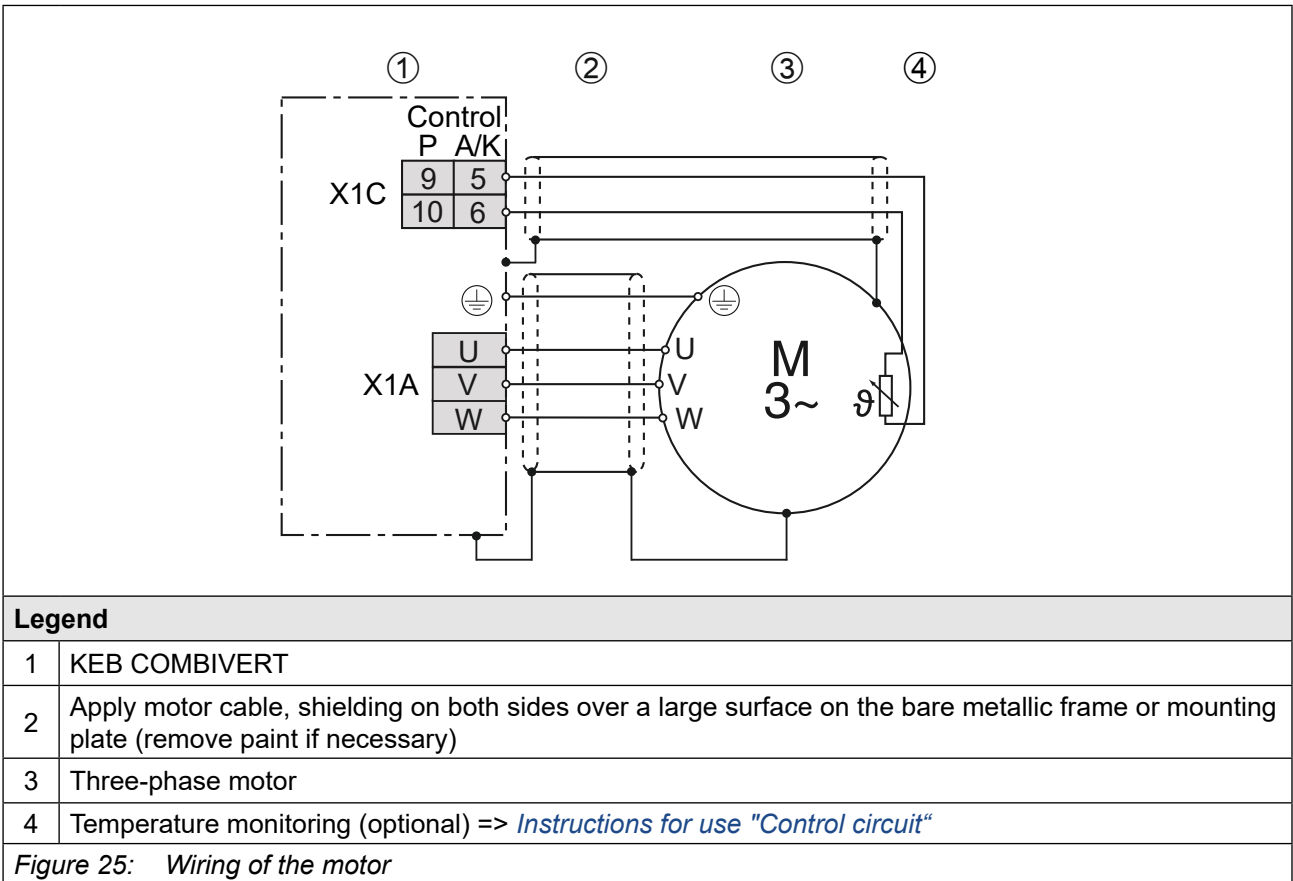 ① ② ③ ④
Control
P A/K
X1C 9 5
10 6
U U
X1A V V
W W
M
3~ ϑ
Legend
1 KEB COMBIVERT
2 Apply motor cable, shielding on both sides over a large surface on the bare metallic frame or mounting
plate (remove paint if necessary)
3 Three-phase motor
4 Temperature monitoring (optional) => Instructions for use "Control circuit“
Figure 25: Wiring of the motor